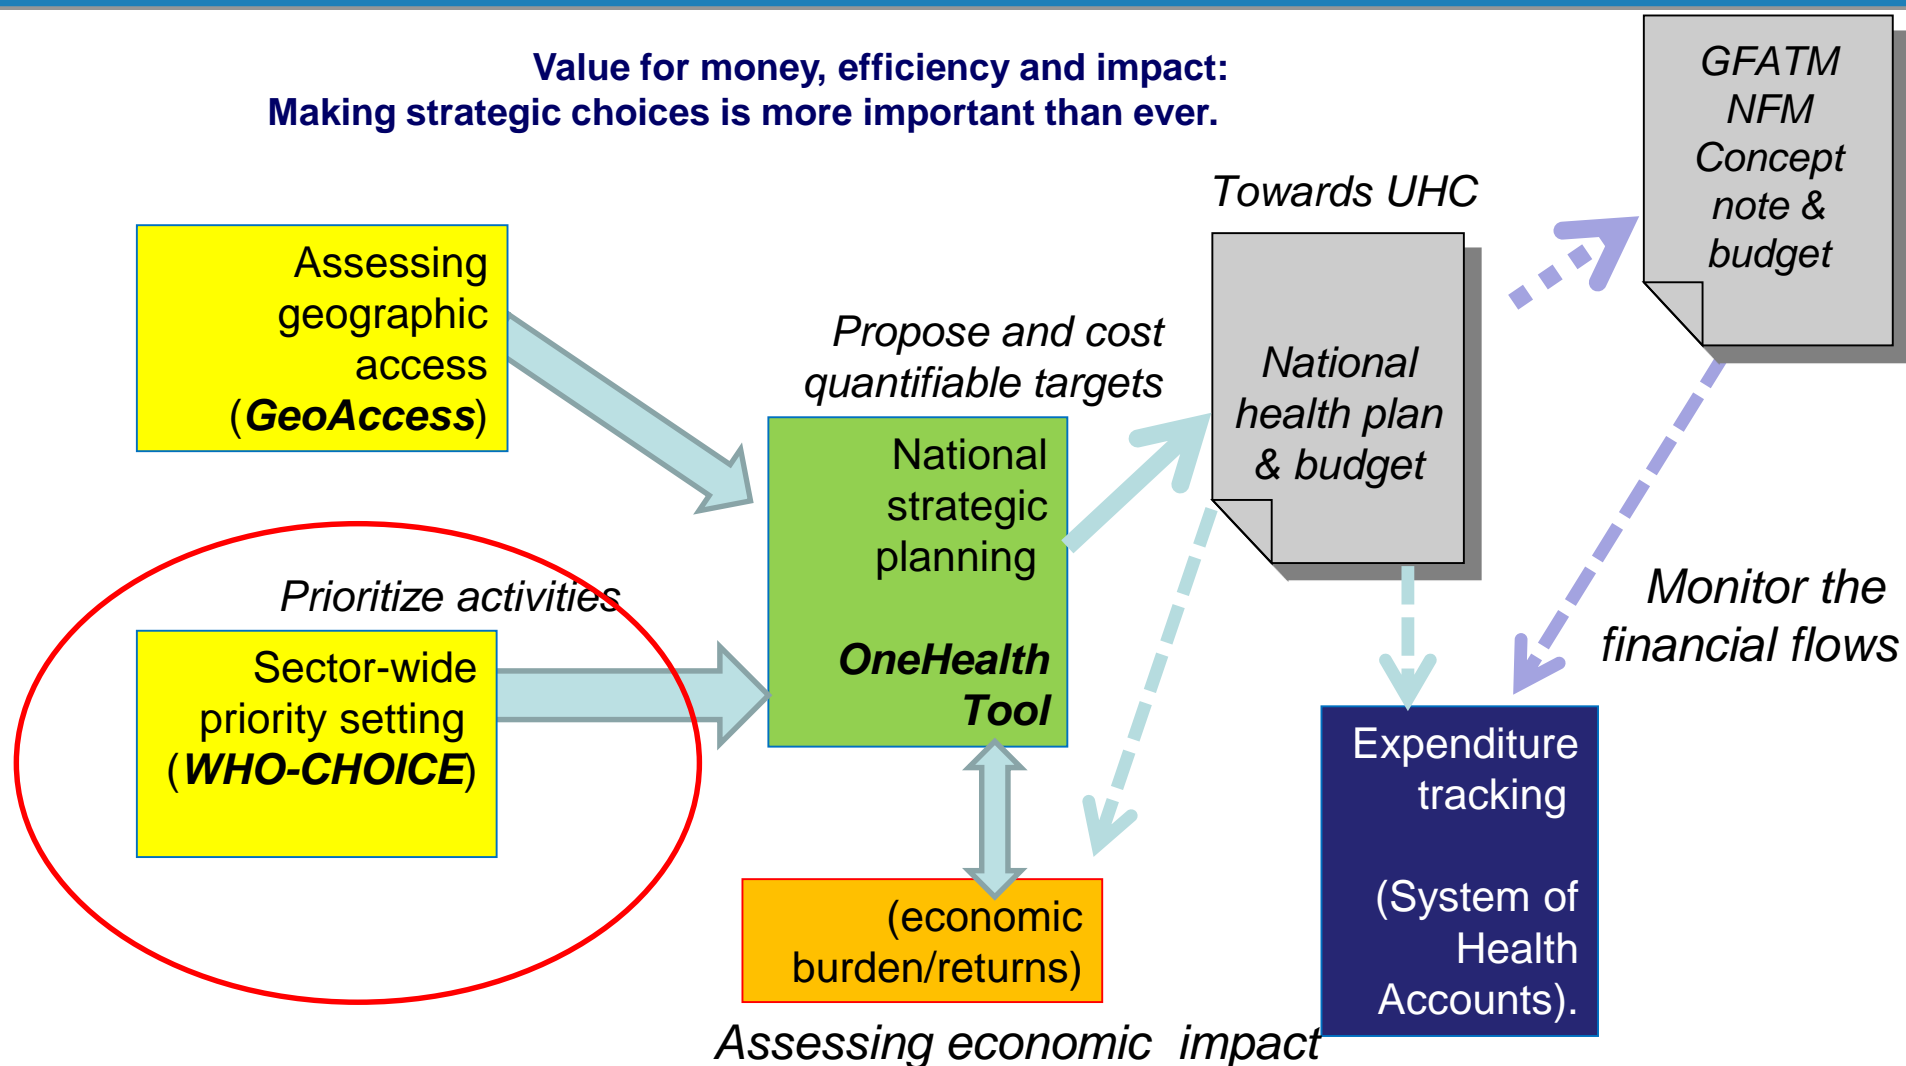 Value for money, efficiency and impact:
Making strategic choices is more important than ever.
GFATM
NFM
Concept
note &
budget
Towards UHC
Assessing
geographic
access
(GeoAccess)
Propose and cost
quantifiable targets
National
health plan
& budget
National
strategic
planning
OneHealth
Tool
Prioritize activities
Sector-wide
priority setting
(WHO-CHOICE)
Monitor the
financial flows
Expenditure
tracking
(System of
Health
Accounts).
(economic
burden/returns)
Assessing economic impact